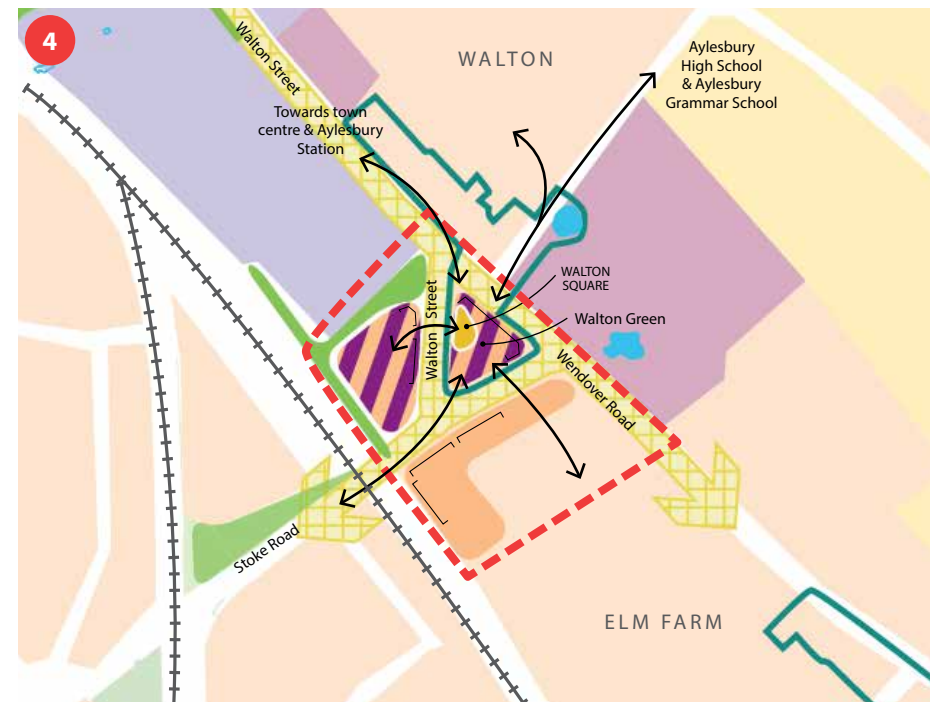 4
Walton Street
WALTON
Aylesbury
High School
& Aylesbury
Grammar School
Towards town
centre & Aylesbury
Station
WALTON
SQUARE
Walton Street
Walton Green
Wendover Road
Stoke Road
ELM FARM